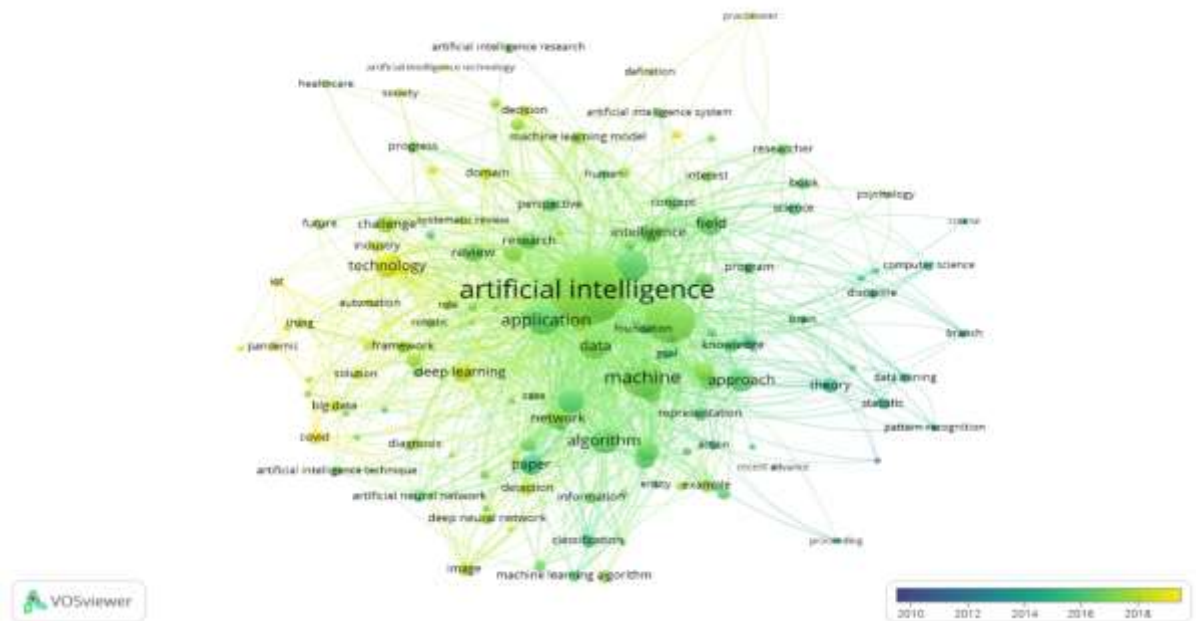 practitioner
artificial intelligence research
artificial intelligence technology
definition
healthcare
society
decision
artificial intelligence system
machine learning model
progress
researcher
domain
human
interest
book
perspective
concept
psychology
science
future
challenge
systematic review
field
course
intelligence
industry
research
review
technology
program
computer science
iot
artificial intelligence
discipline
automation
role
thing
application
brain
foundation
branch
pandemic
framework
data
goal
knowledge
solution
deep learning
machine
approach
data mining
theory
case
big data
statistic
network
representation
pattern recognition
covid
diagnosis
algorithm
action
artificial intelligence technique
paper
recent advance
detection
entity
example
artificial neural network
information
deep neural network
classification
proceeding
image
machine learning algorithm
VOSviewer
2010 2012 2014 2016 2018